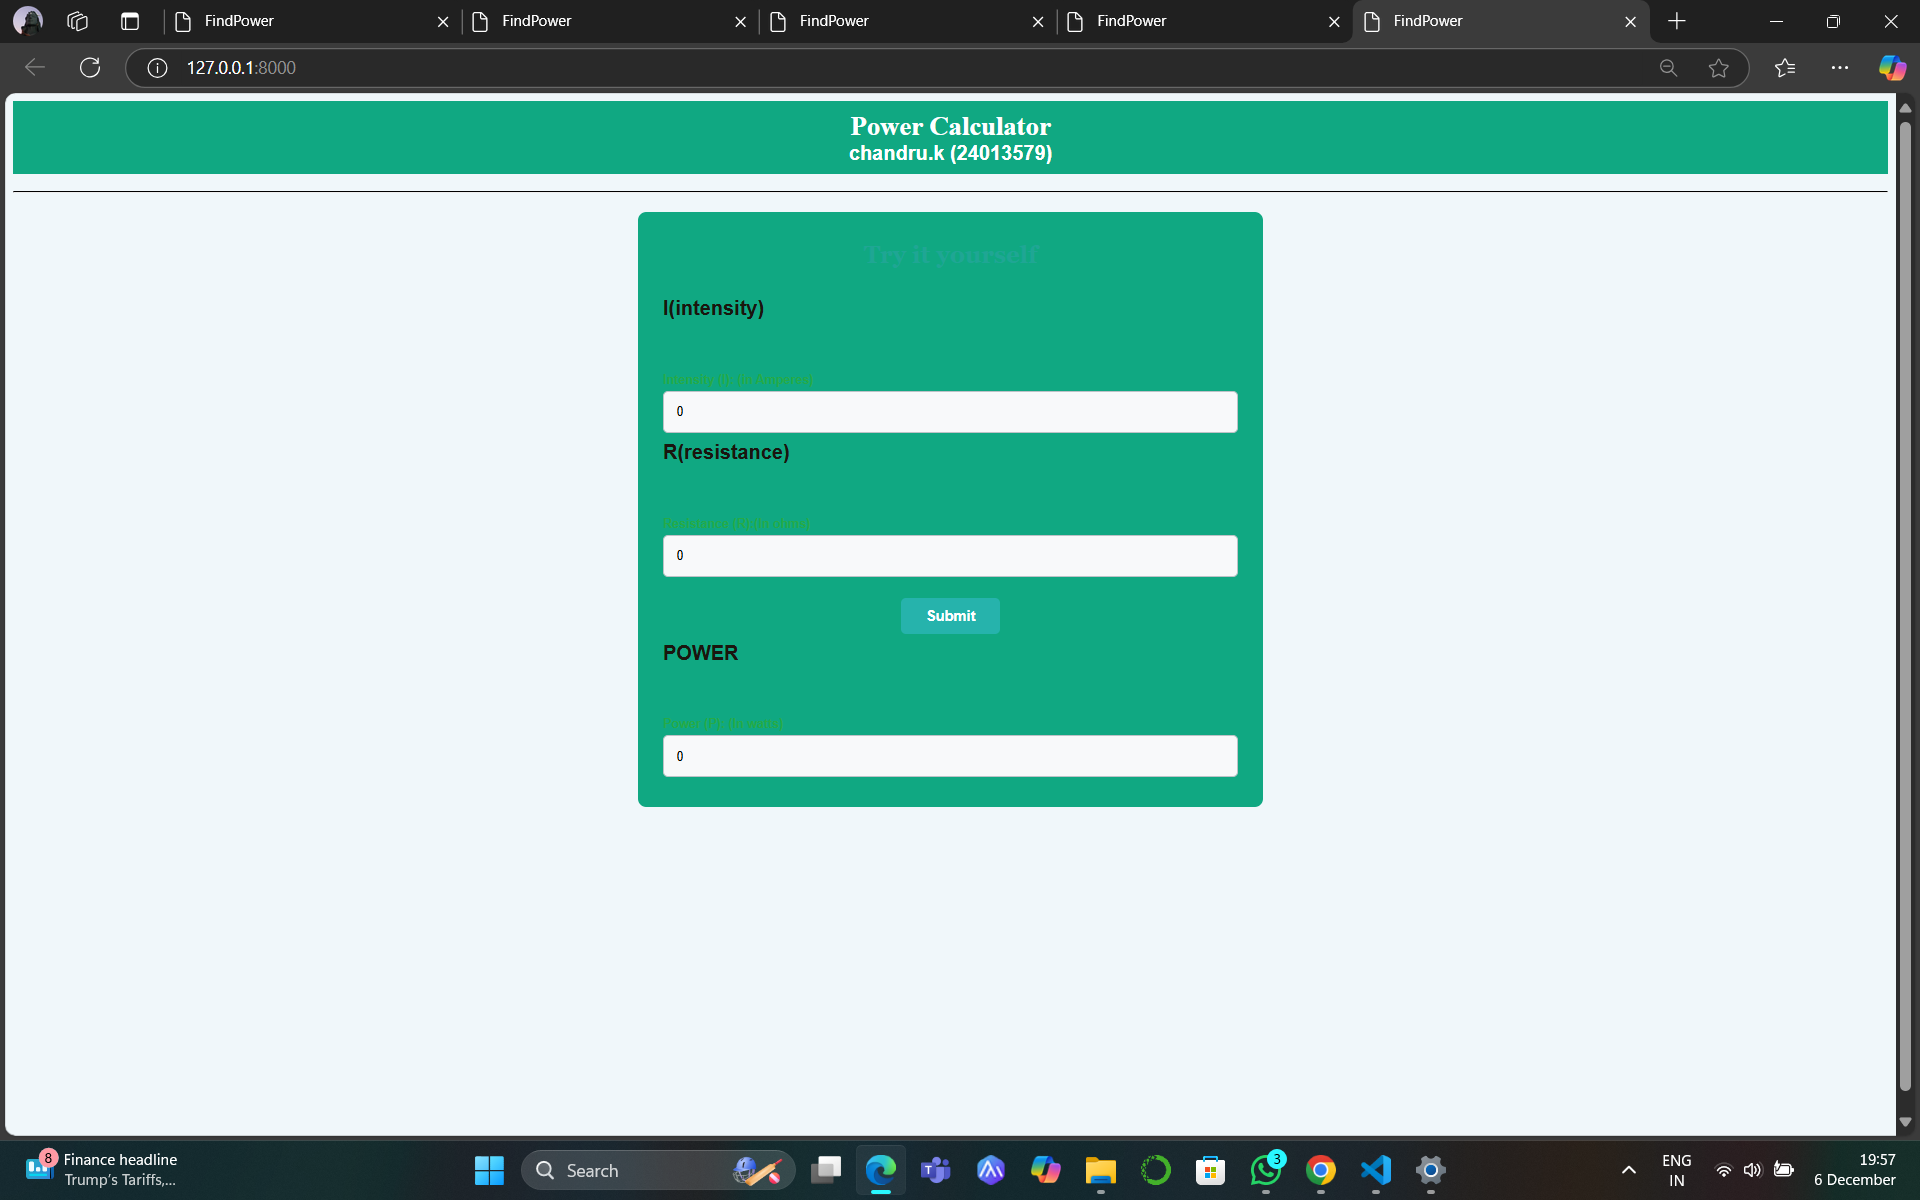 FindPower
FindPower
FindPower
FindPower
FindPower
127.0.0.1:8000
Power Calculator
chandru.k (24013579)
Try it yourself
I(intensity)
Intensity (I): (in Amperes)
0
R(resistance)
Resistance (R): (in ohms)
0
Submit
POWER
Power (P): (in watts)
0
8
Finance headline
Trump's Tariffs,...
Search
T
3
ENG
IN
19:57
6 December